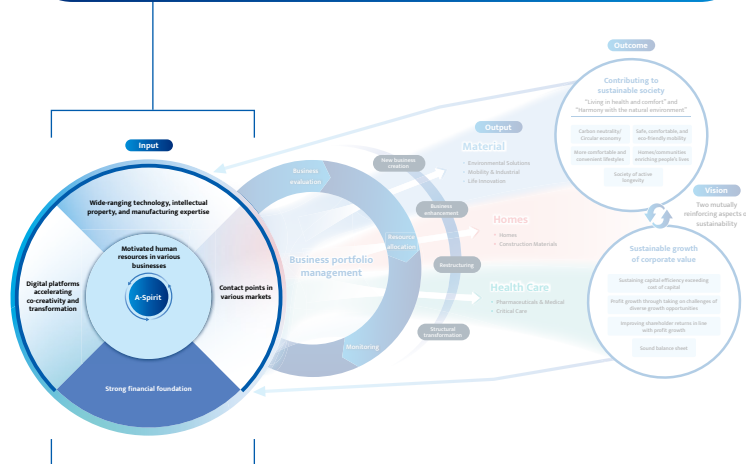 Input
Wide-ranging technology, intellectual
property, and manufacturing expertise
Motivated human
resources in various
businesses
A-Spirit
Digital platforms
accelerating
co-creativity and
transformation
Contact points in
various markets
Strong financial foundation
Business
evaluation
Resource
allocation
Monitoring
Business portfolio
management
New business
creation
Business
enhancement
Restructuring
Structural
transformation
Output
Material
• Environmental Solutions
• Mobility & Industrial
• Life Innovation
Homes
• Homes
• Construction Materials
Health Care
• Pharmaceuticals & Medical
• Critical Care
Outcome
Contributing to
sustainable society
"Living in health and comfort" and
"Harmony with the natural environment"
Carbon neutrality/
Circular economy
Safe, comfortable, and
eco-friendly mobility
More comfortable and
convenient lifestyles
Homes/communities
enriching people's lives
Society of active
longevity
Vision
Two mutually
reinforcing aspects of
sustainability
Sustainable growth
of corporate value
Sustaining capital efficiency exceeding
cost of capital
Profit growth through taking on challenges of
diverse growth opportunities
Improving shareholder returns in line
with profit growth
Sound balance sheet